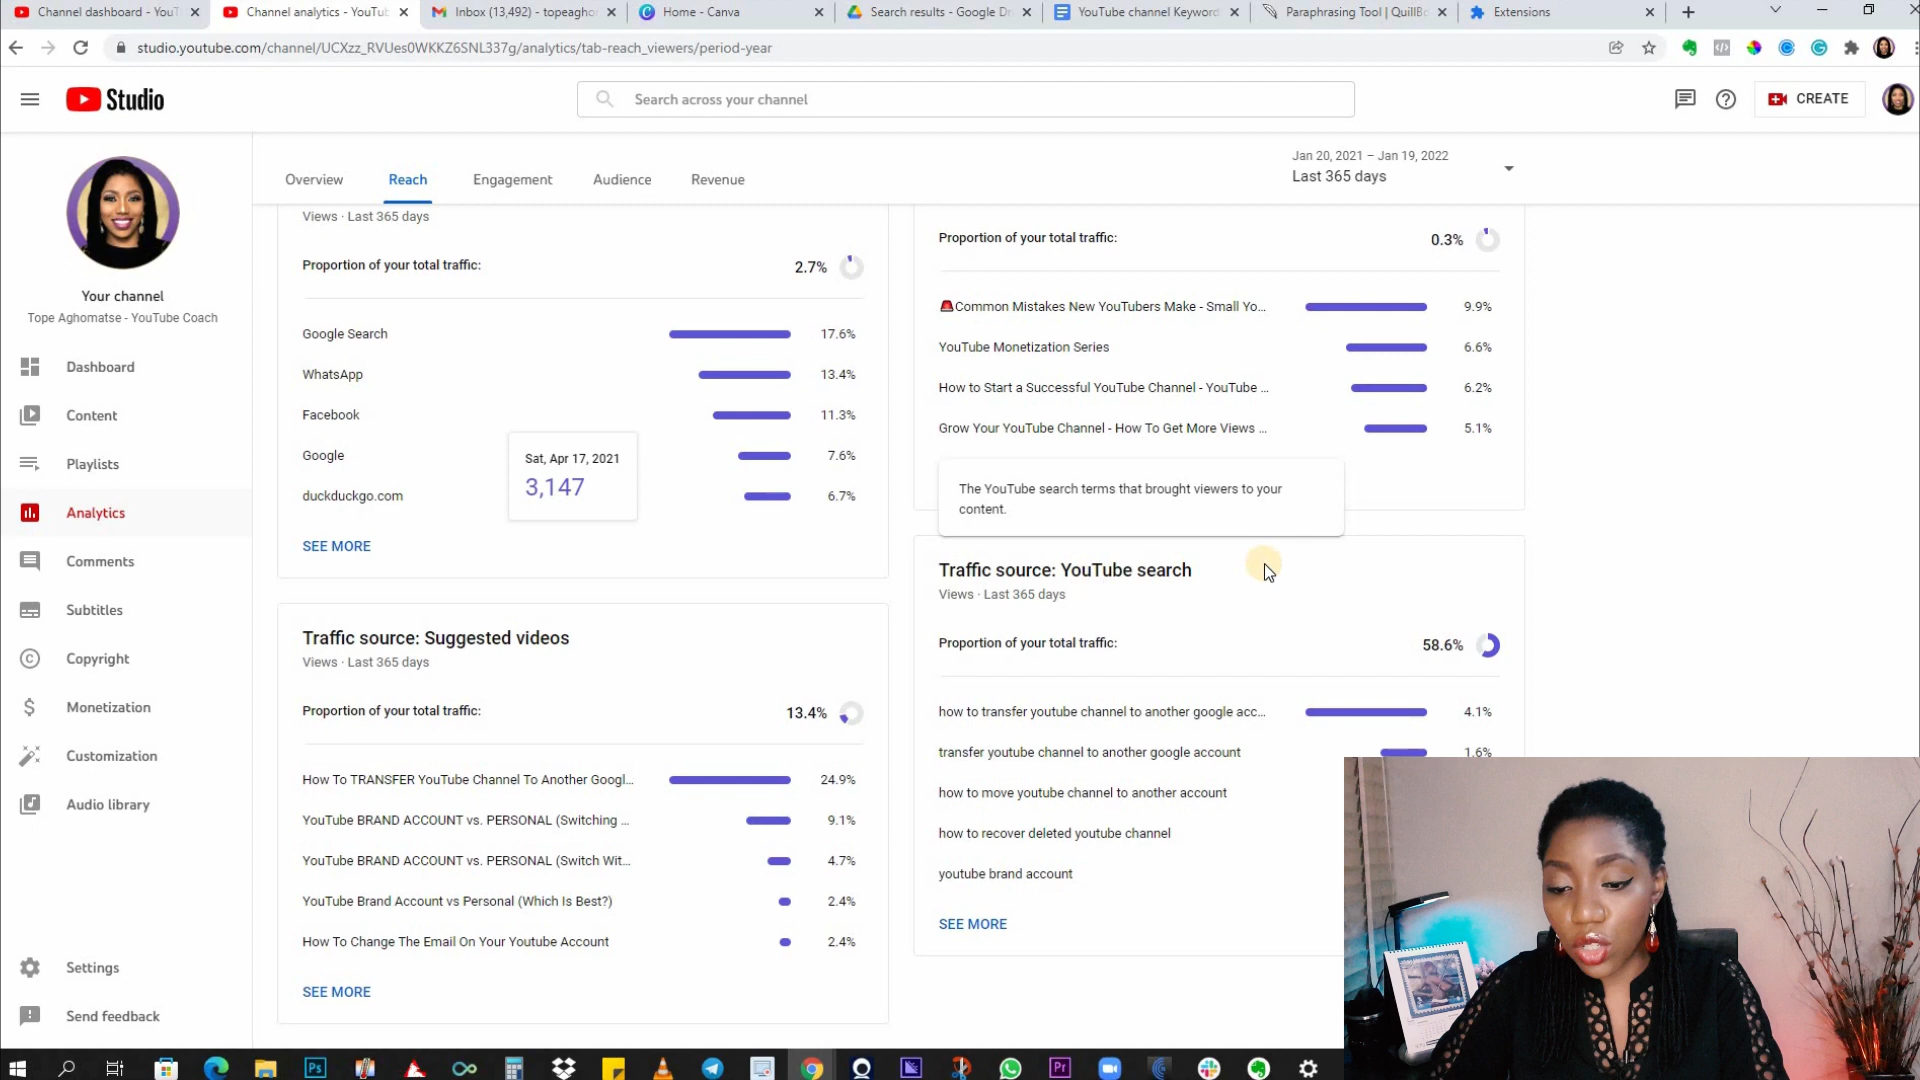 Channel dashboard - YouT
Channel analytics - YouTub
Inbox (13,492) - topeaghor
Home - Canva
Search results - Google Dr
YouTube channel Keyword
Paraphrasing Tool | QuillBo
Extensions
studio.youtube.com/channel/UCXzz_RVUes0WKKZ6SNL337g/analytics/tab-reach_viewers/period-year
Studio
Search across your channel
CREATE
Your channel
Tope Aghomatse - YouTube Coach
Dashboard
Content
Playlists
Analytics
Comments
Subtitles
Copyright
Monetization
Customization
Audio library
Settings
Send feedback
Overview
Reach
Engagement
Audience
Revenue
Jan 20, 2021 – Jan 19, 2022
Last 365 days
Views · Last 365 days
Proportion of your total traffic:
2.7%
Google Search
17.6%
WhatsApp
13.4%
Facebook
11.3%
Google
7.6%
duckduckgo.com
6.7%
Sat, Apr 17, 2021
3,147
SEE MORE
Traffic source: Suggested videos
Views · Last 365 days
Proportion of your total traffic:
13.4%
How To TRANSFER YouTube Channel To Another Googl...
24.9%
YouTube BRAND ACCOUNT vs. PERSONAL (Switching ...
9.1%
YouTube BRAND ACCOUNT vs. PERSONAL (Switch Wit...
4.7%
YouTube Brand Account vs Personal (Which Is Best?)
2.4%
How To Change The Email On Your Youtube Account
2.4%
SEE MORE
Proportion of your total traffic:
0.3%
Common Mistakes New YouTubers Make - Small Yo...
9.9%
YouTube Monetization Series
6.6%
How to Start a Successful YouTube Channel - YouTube ...
6.2%
Grow Your YouTube Channel - How To Get More Views ...
5.1%
The YouTube search terms that brought viewers to your
content.
Traffic source: YouTube search
Views · Last 365 days
Proportion of your total traffic:
58.6%
how to transfer youtube channel to another google acc...
4.1%
transfer youtube channel to another google account
1.6%
how to move youtube channel to another account
how to recover deleted youtube channel
youtube brand account
SEE MORE
Ps
Pr